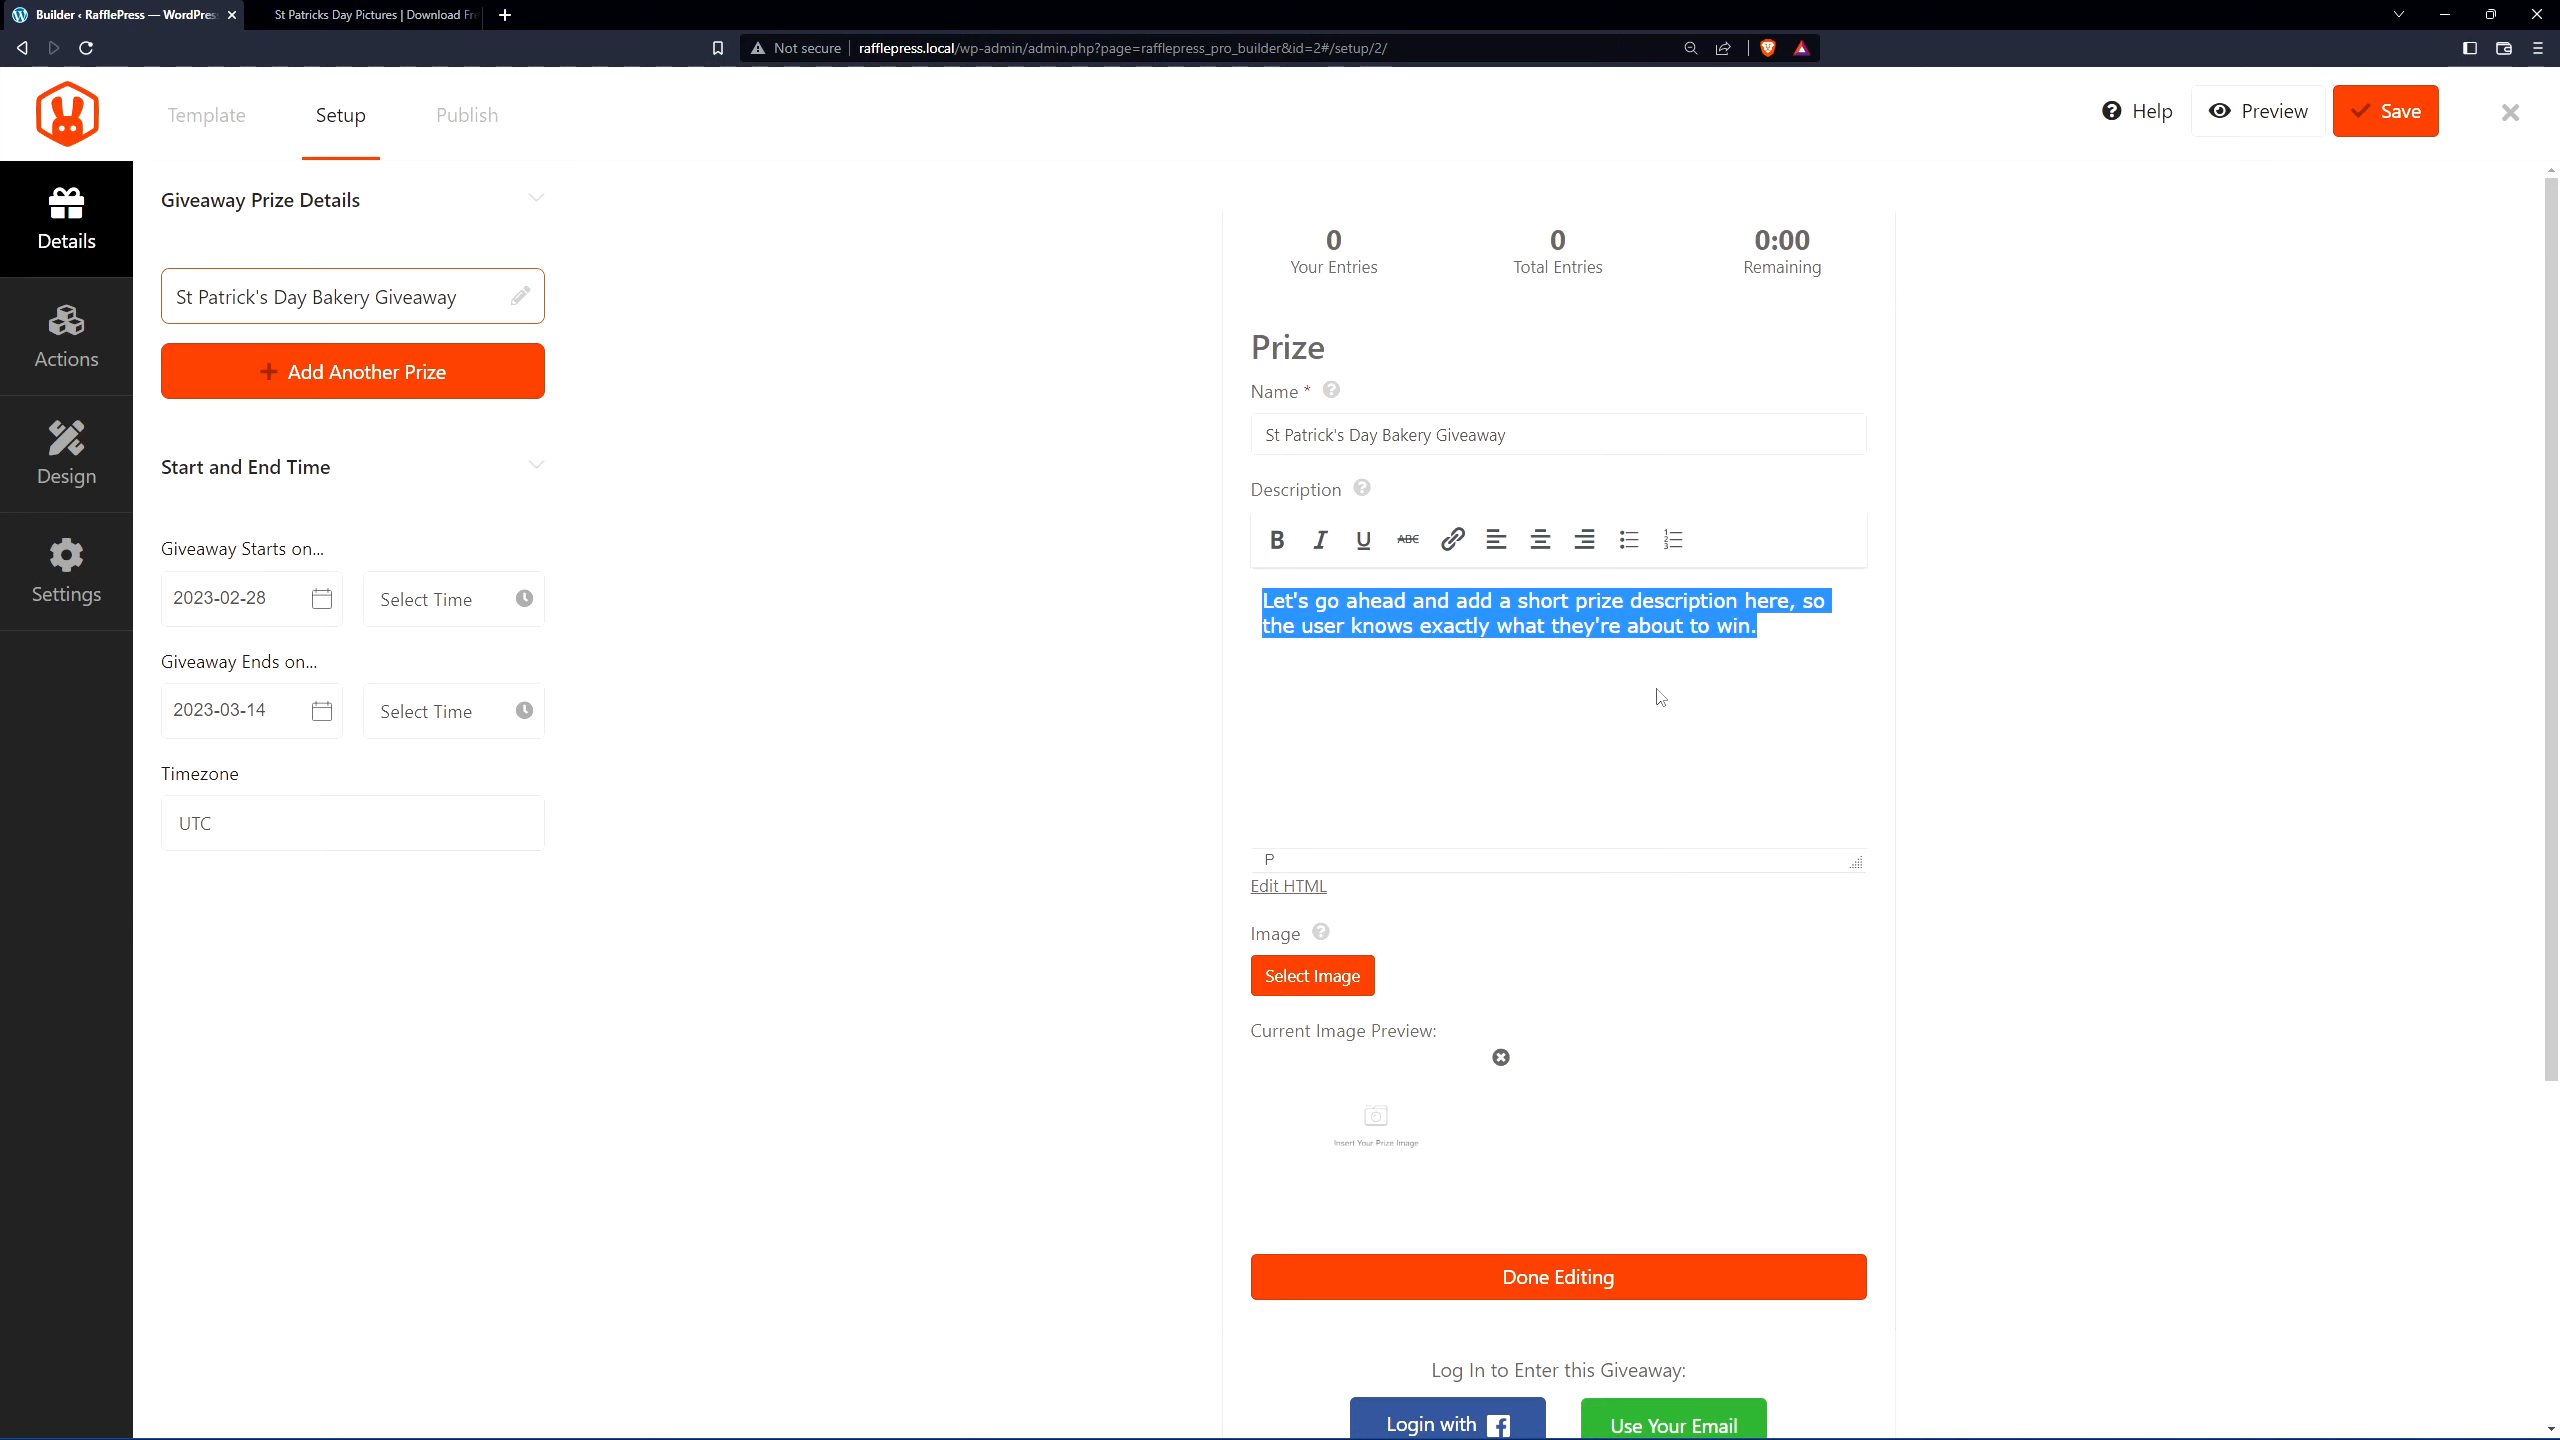 Builder ‹ RafflePress — WordPres
St Patricks Day Pictures | Download Fr
Not secure
rafflepress.local/wp-admin/admin.php?page=rafflepress_pro_builder&id=2#/setup/2/
Template
Setup
Publish
Help
Preview
Save
Details
Actions
Design
Settings
Giveaway Prize Details
St Patrick's Day Bakery Giveaway
+ Add Another Prize
Start and End Time
Giveaway Starts on...
2023-02-28
Select Time
Giveaway Ends on...
2023-03-14
Select Time
Timezone
UTC
0
Your Entries
0
Total Entries
0:00
Remaining
Prize
Name *
St Patrick's Day Bakery Giveaway
Description
B I U ABC
Let's go ahead and add a short prize description here, so
the user knows exactly what they're about to win.
P
Edit HTML
Image
Select Image
Current Image Preview:
Insert Your Prize Image
Done Editing
Log In to Enter this Giveaway:
Login with
Use Your Email